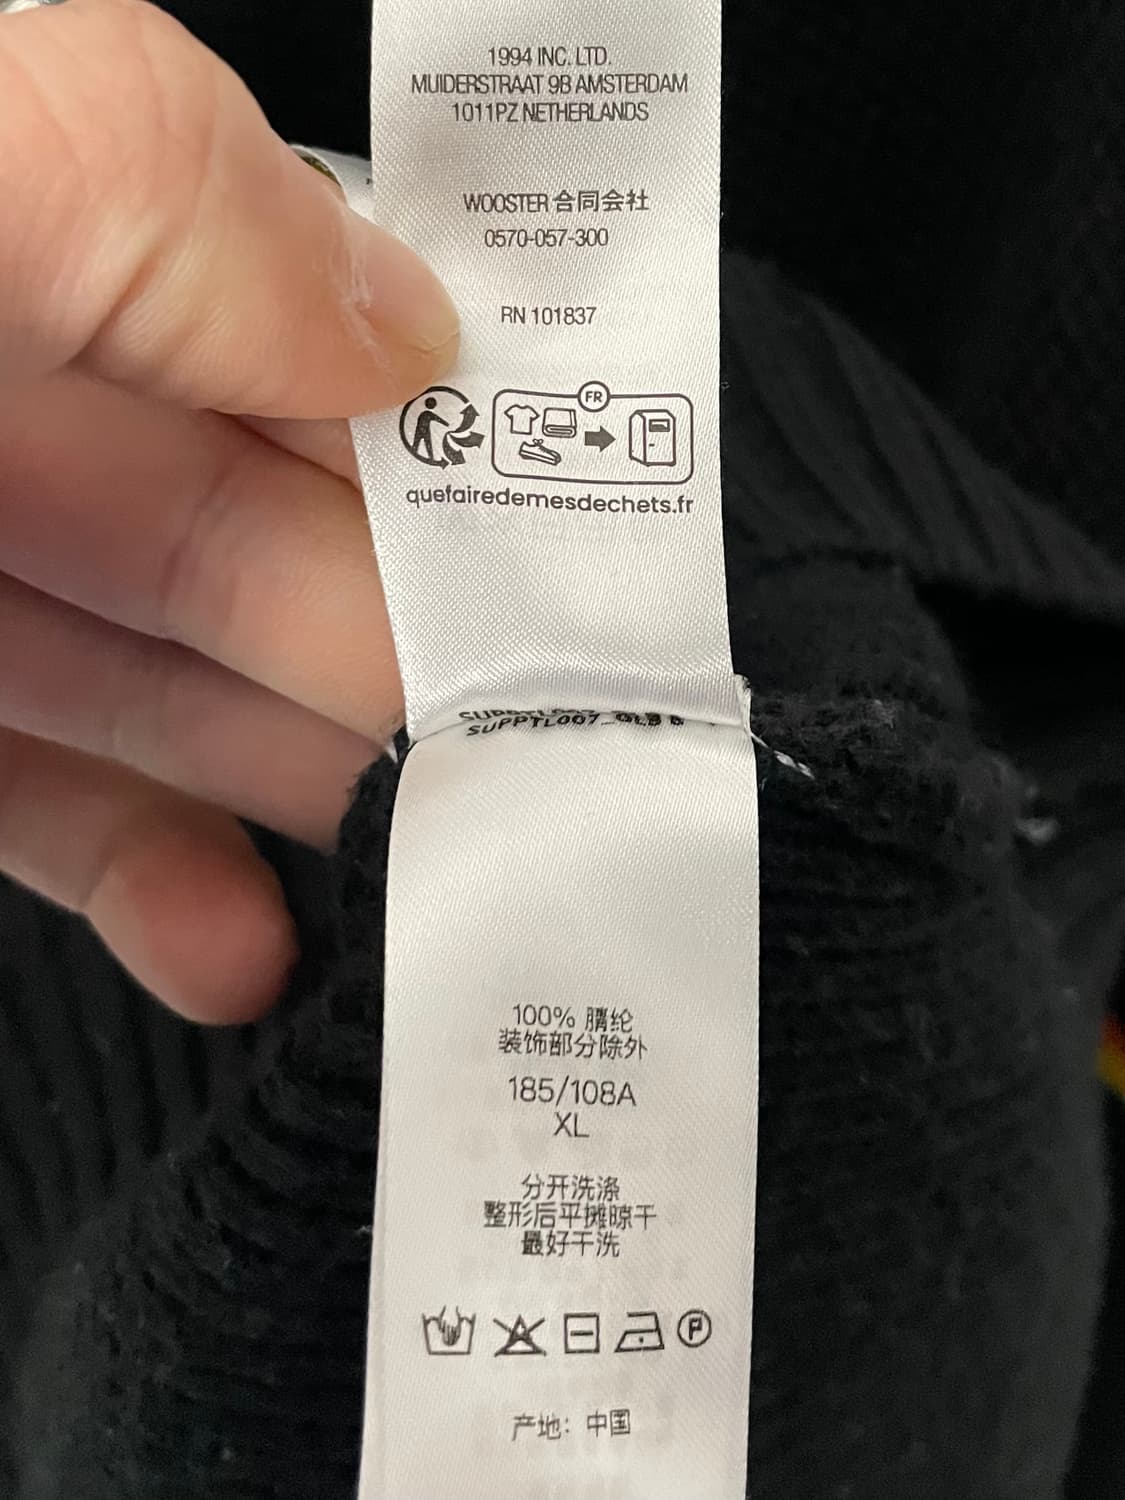 1994 INC. LTD.
MUIDERSTRAAT 9B AMSTERDAM
1011PZ NETHERLANDS
WOOSTER 合同会社
0570-057-300
RN 101837
FR
quefairedemesdechets.fr
100% 腈纶
装饰部分除外
185/108A
XL
分开洗涤
整形后平摊晾干
最好干洗
P
产地：中国